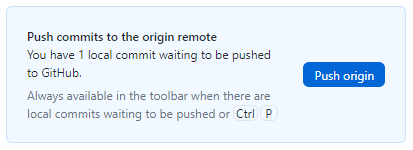 Push commits to the origin remote
You have 1 local commit waiting to be pushed
to GitHub.
Always available in the toolbar when there are
local commits waiting to be pushed or Ctrl P
Push origin